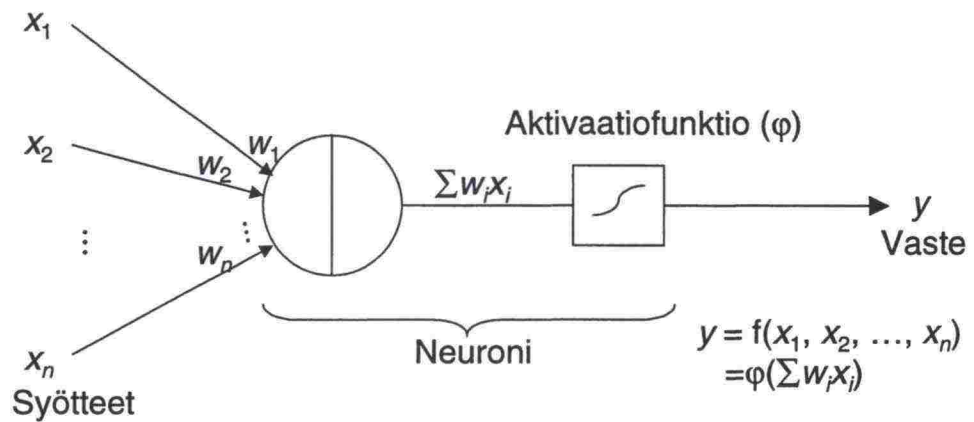 x₁
Aktivaatiofunktio (φ)
x₂
w₁
w₂
∑wᵢxᵢ
y
Vaste
⋮
⋮
wₙ
xₙ
Syötteet
Neuroni
y = f(x₁, x₂, ..., xₙ)
=φ(∑wᵢxᵢ)